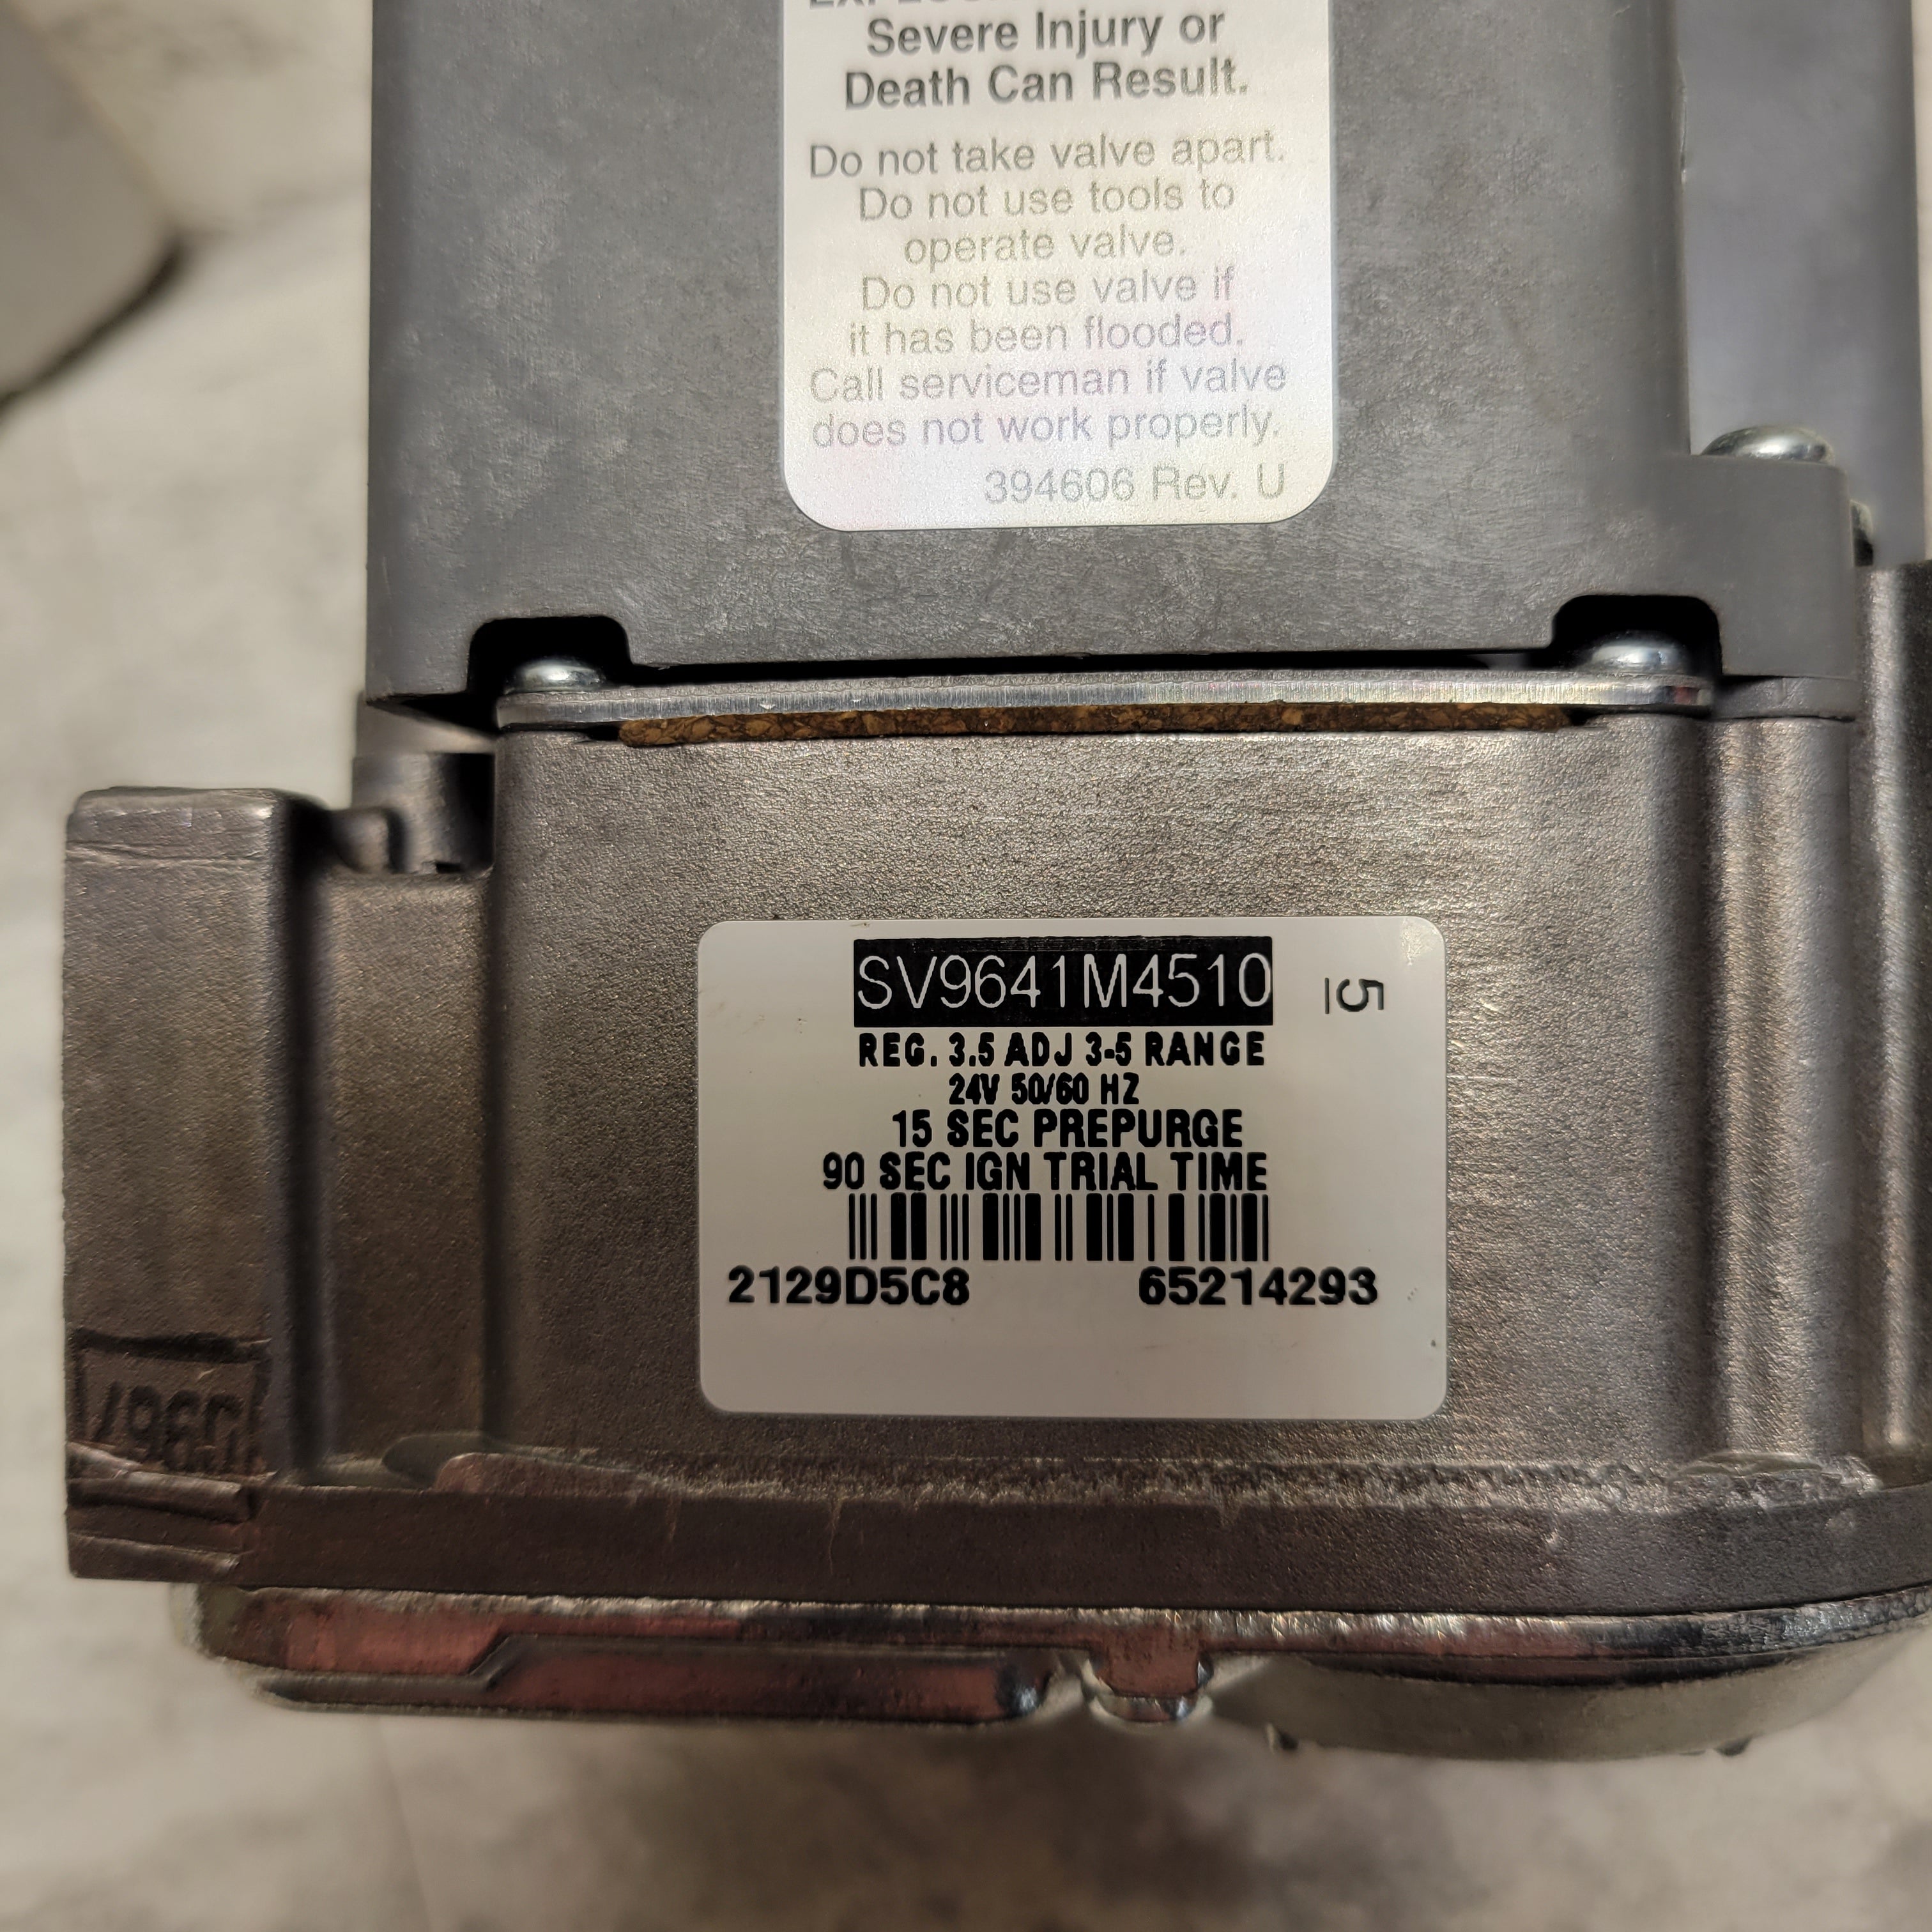 Severe Injury or
Death Can Result.
Do not take valve apart.
Do not use tools to
operate valve.
Do not use valve if
it has been flooded.
Call serviceman if valve
does not work properly.
394606 Rev. U
SV9641M4510
5
REG. 3.5 ADJ 3-5 RANGE
24V 50/60 HZ
15 SEC PREPURGE
90 SEC IGN TRIAL TIME
2129D5C8 65214293